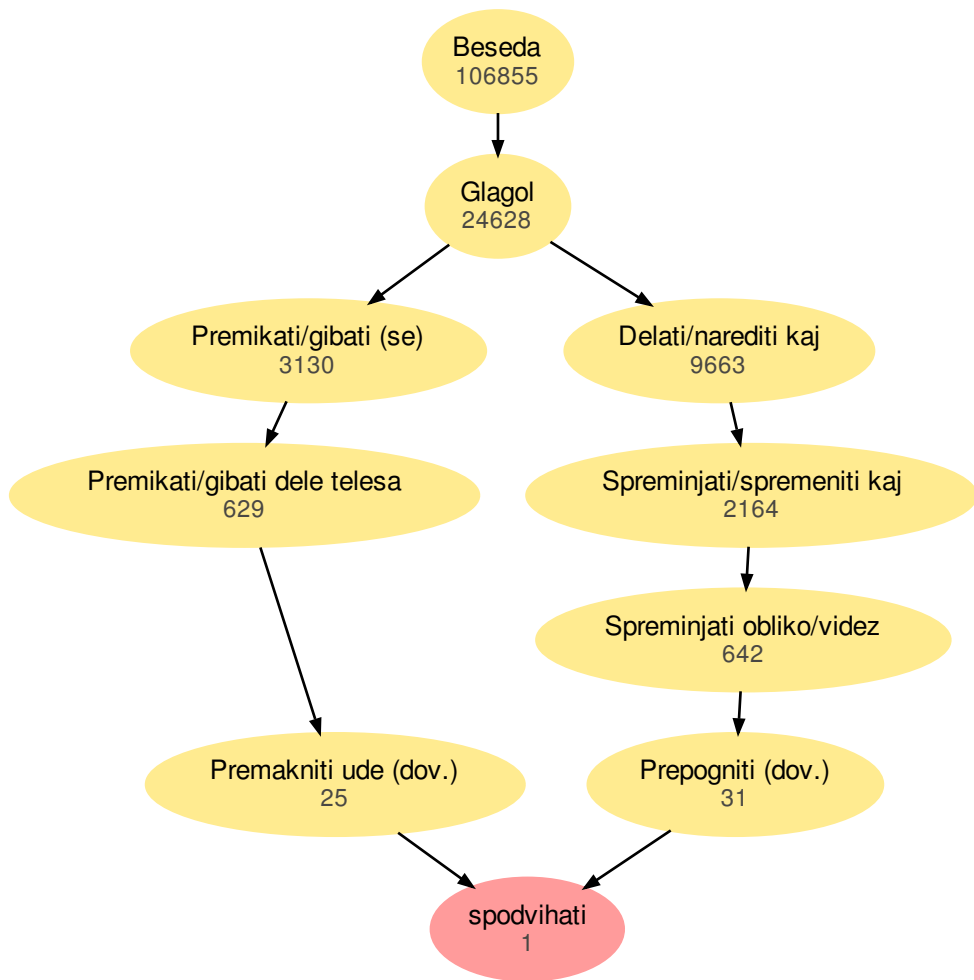 Beseda
106855
Glagol
24628
Premikati/gibati (se)
3130
Delati/narediti kaj
9663
Premikati/gibati dele telesa
629
Spreminjati/spremeniti kaj
2164
Spreminjati obliko/videz
642
Premakniti ude (dov.)
25
Prepogniti (dov.)
31
spodvihati
1